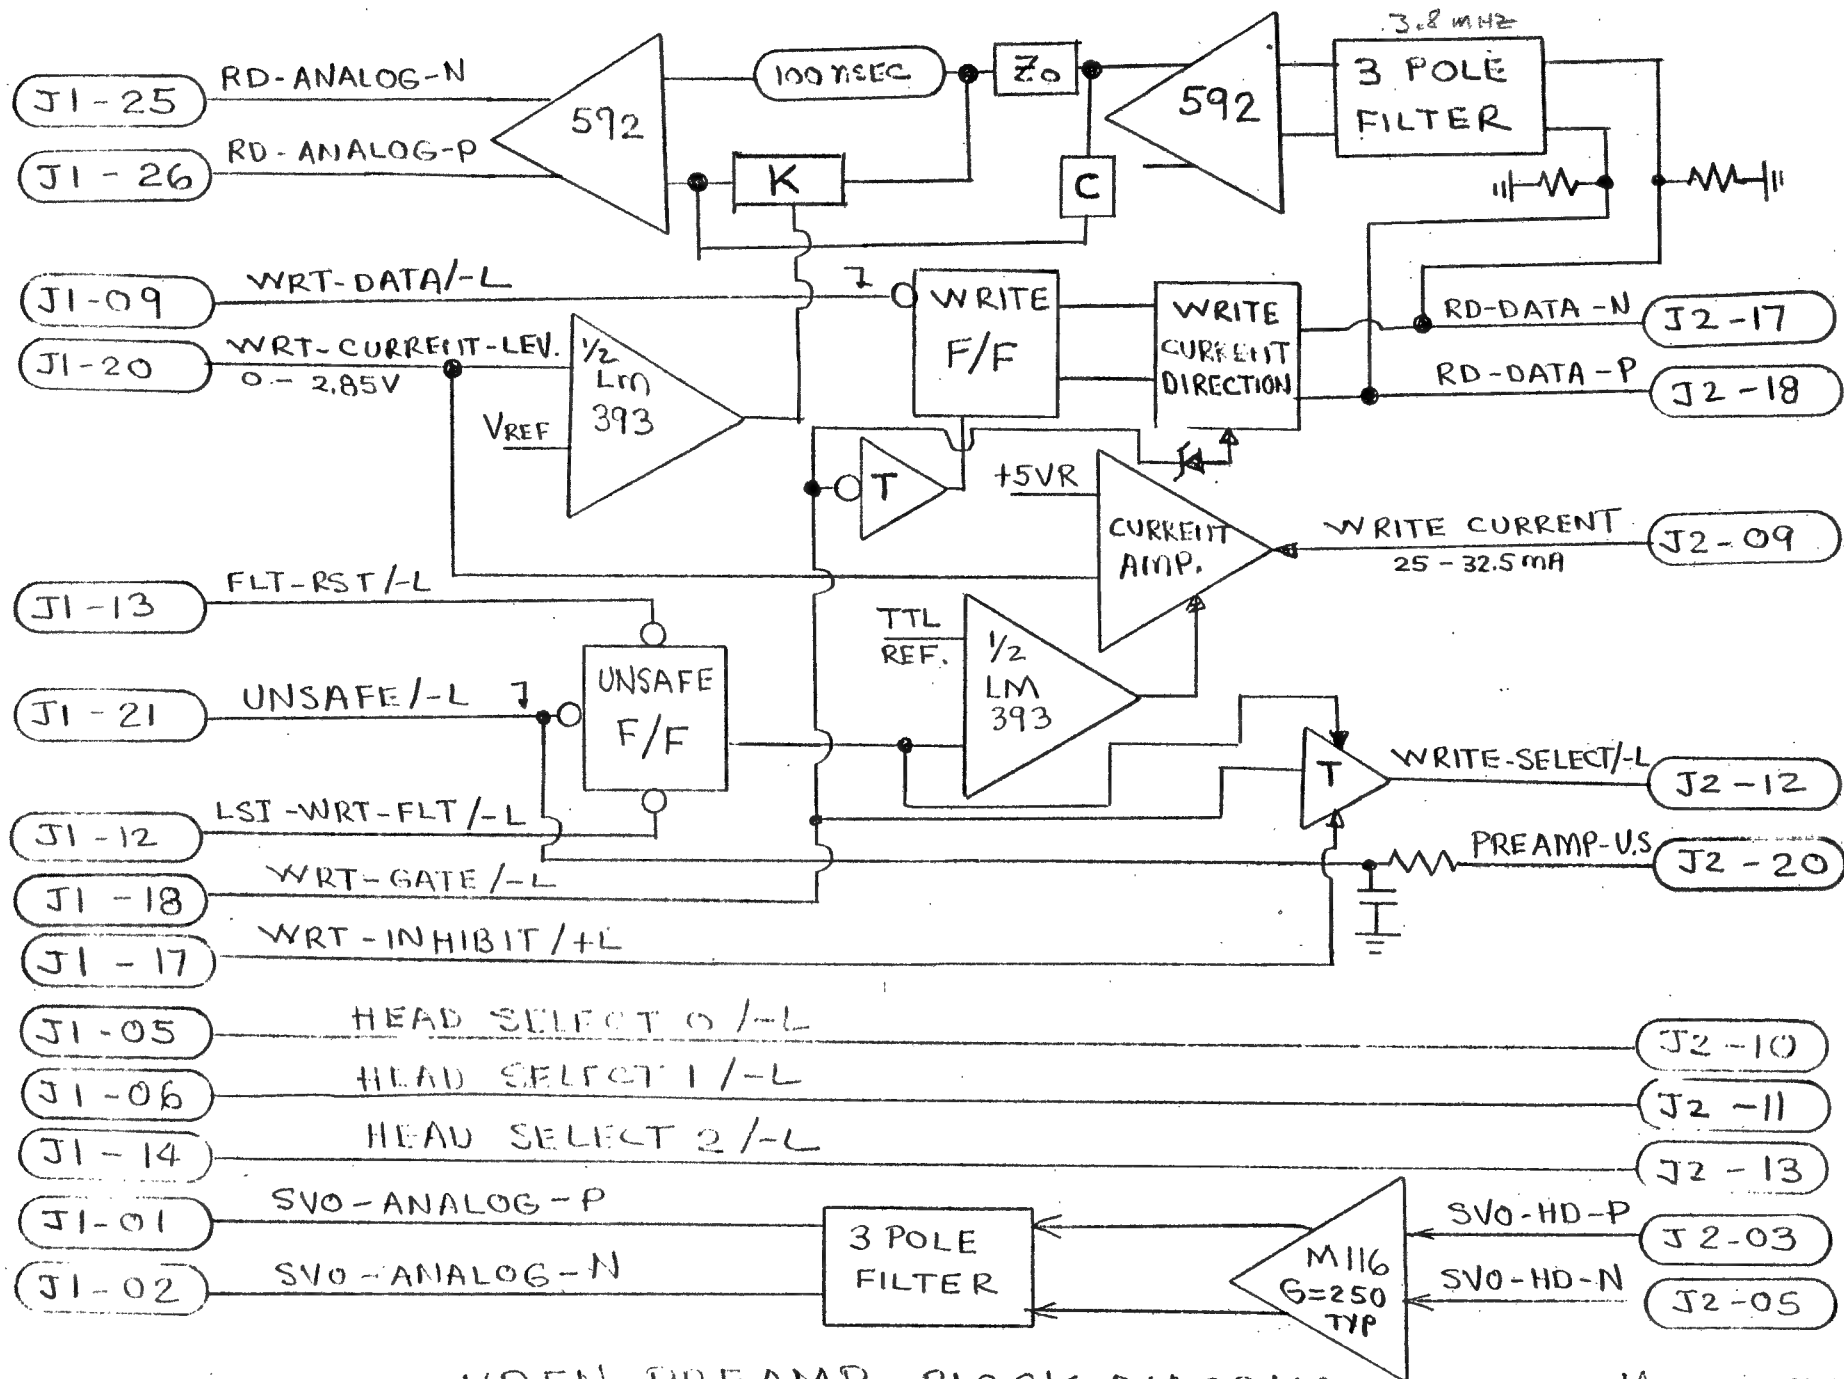 3.8 MHZ
J1-25 RD-ANALOG-N 592 100 NSEC Z0 592 3 POLE FILTER
J1-26 RD-ANALOG-P K C
J1-09 WRT-DATA/-L WRITE F/F WRITE CURRENT DIRECTION RD-DATA-N J2-17
J1-20 WRT-CURRENT-LEV. 0.-2.85V 1/2 LM 393 RD-DATA-P J2-18
VREF
T +5VR CURRENT AMP. WRITE CURRENT 25-32.5 MA J2-09
J1-13 FLT-RST/-L TTL REF. 1/2 LM 393
J1-21 UNSAFE/-L UNSAFE F/F T WRITE-SELECT/-L J2-12
J1-12 LSI-WRT-FLT/-L PREAMP-U.S J2-20
J1-18 WRT-GATE/-L
J1-17 WRT-INHIBIT/+L
J1-05 HEAD SELECT 0/-L J2-10
J1-06 HEAD SELECT 1/-L J2-11
J1-14 HEAD SELECT 2/-L J2-13
J1-01 SVO-ANALOG-P 3 POLE FILTER M116 G=250 TYP SVO-HD-P J2-03
J1-02 SVO-ANALOG-N SVO-HD-N J2-05
PREAMP BLOCK DIAGRAM